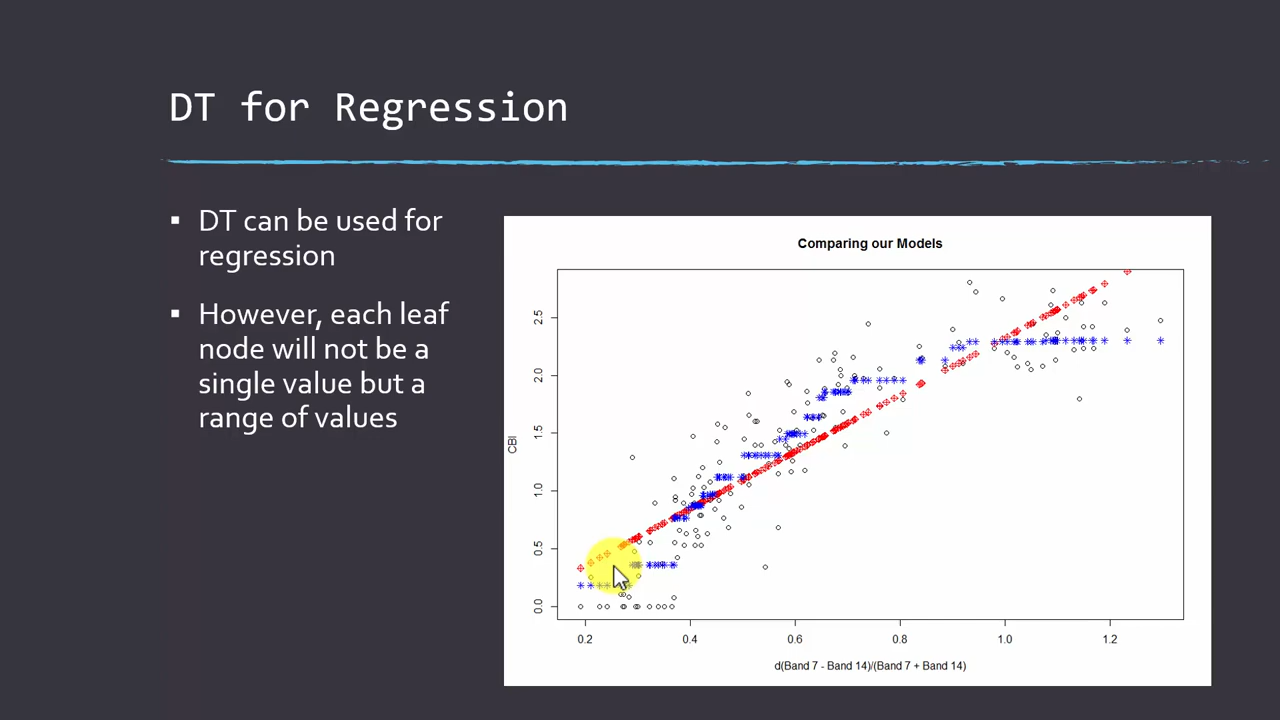 DT for Regression
▪ DT can be used for
regression
▪ However, each leaf
node will not be a
single value but a
range of values
Comparing our Models
CBI
2.5
2.0
1.5
1.0
0.5
0.0
0.2 0.4 0.6 0.8 1.0 1.2
d(Band 7 - Band 14)/(Band 7 + Band 14)